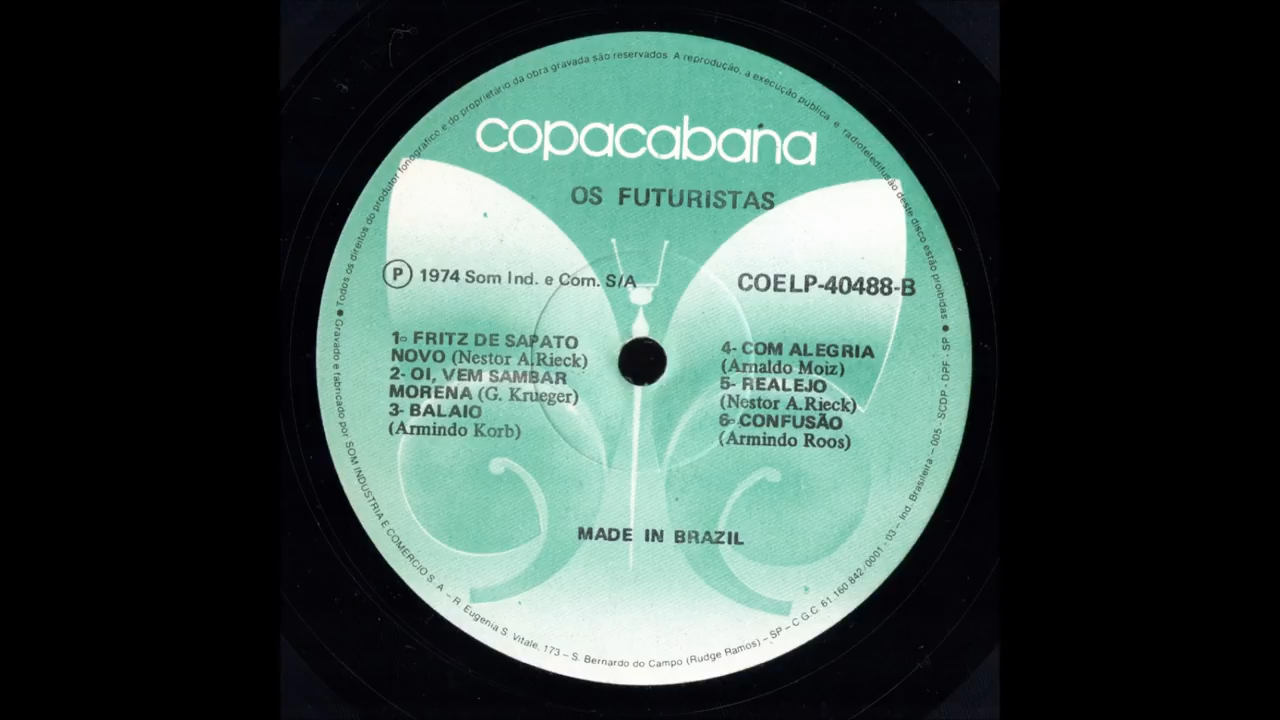 Todos os direitos do produtor fonográfico e do proprietário da obra gravada são reservados. A reprodução, a execução pública e radioteledifusão deste disco estão proibidas
copacabana
OS FUTURISTAS
Ⓟ 1974 Som Ind. e Com. S/A
COELP-40488-B
1- FRITZ DE SAPATO
NOVO (Nestor A.Rieck)
2- OI, VEM SAMBAR
MORENA (G. Krueger)
3- BALAIO
(Armindo Korb)
4- COM ALEGRIA
(Arnaldo Moiz)
5- REALEJO
(Nestor A.Rieck)
6- CONFUSÃO
(Armindo Roos)
MADE IN BRAZIL
Gravado e fabricado por SOM INDUSTRIA E COMERCIO S. A. – R. Eugenia S. Vitale, 173 – S. Bernardo do Campo (Rudge Ramos) – SP – C.G.C. 61.160.842/0001 - 03 – Ind. Brasileira – 005 - SCDP - DPF - SP